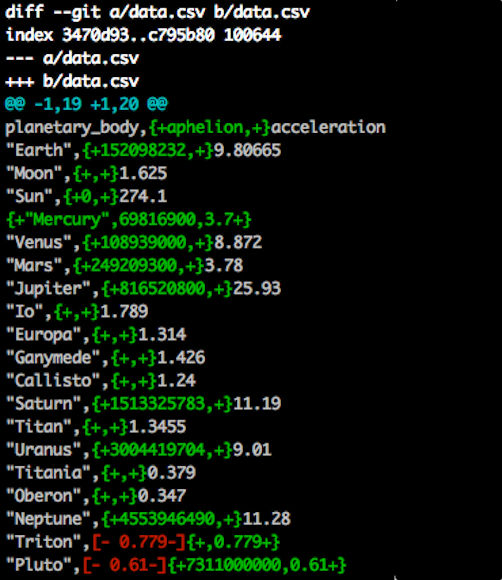 diff --git a/data.csv b/data.csv
index 3470d93..c795b80 100644
--- a/data.csv
+++ b/data.csv
@@ -1,19 +1,20 @@
planetary_body,{+aphelion,+}acceleration
"Earth",{+152098232,+}9.80665
"Moon",{+,+}1.625
"Sun",{+0,+}274.1
{+"Mercury",69816900,3.7+}
"Venus",{+108939000,+}8.872
"Mars",{+249209300,+}3.78
"Jupiter",{+816520800,+}25.93
"Io",{+,+}1.789
"Europa",{+,+}1.314
"Ganymede",{+,+}1.426
"Callisto",{+,+}1.24
"Saturn",{+1513325783,+}11.19
"Titan",{+,+}1.3455
"Uranus",{+3004419704,+}9.01
"Titania",{+,+}0.379
"Oberon",{+,+}0.347
"Neptune",{+4553946490,+}11.28
"Triton",[- 0.779-]{+,0.779+}
"Pluto",[- 0.61-]{+7311000000,0.61+}